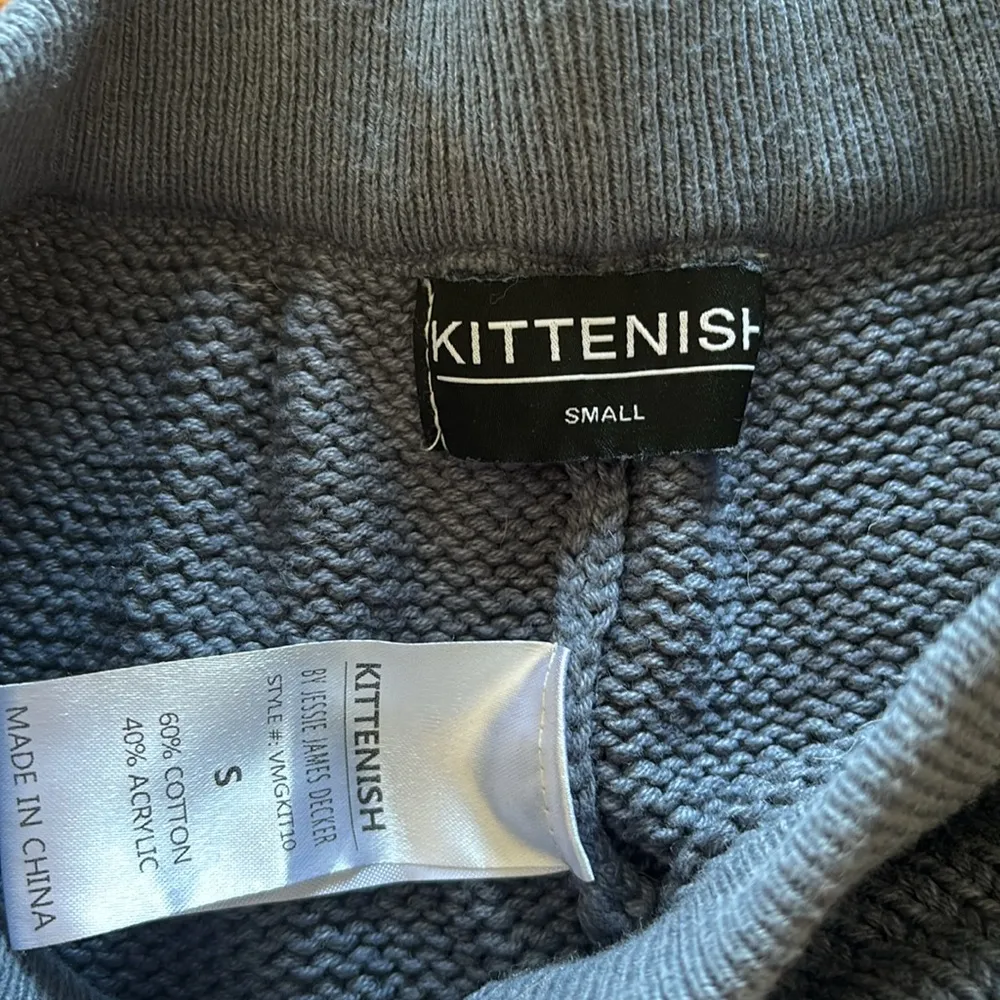 KITTENISH
SMALL
KITTENISH
BY JESSIE JAMES DECKER
STYLE #: VMGKIT10
S
60% COTTON
40% ACRYLIC
MADE IN CHINA